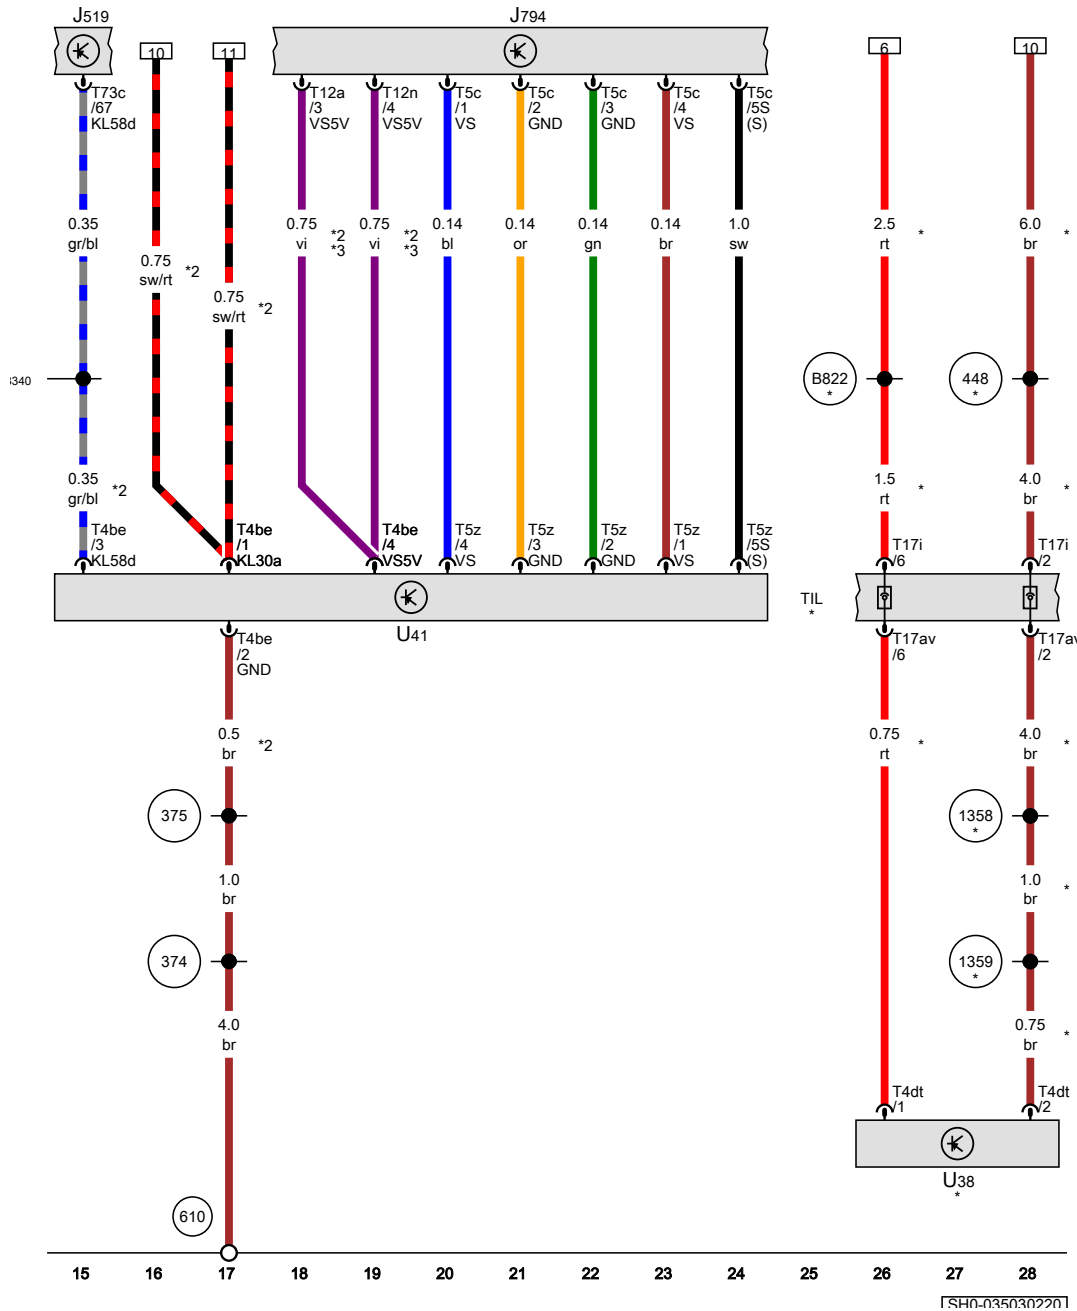 J519
J794
10
11
6
10
T73c
/67
KL58d
T12a
/3
VS5V
T12n
/4
VS5V
T5c
/1
VS
T5c
/2
GND
T5c
/3
GND
T5c
/4
VS
T5c
/5S
(S)
0.35
gr/bl
0.75
sw/rt
*2
0.75
sw/rt
*2
0.75
vi
*2
*3
0.75
vi
*2
*3
0.14
bl
0.14
or
0.14
gn
0.14
br
1.0
sw
2.5
rt
*
6.0
br
*
340
B822
*
448
*
0.35
gr/bl
*2
1.5
rt
*
4.0
br
*
T4be
/3
KL58d
T4be
/1
KL30a
T4be
/4
VS5V
T5z
/4
VS
T5z
/3
GND
T5z
/2
GND
T5z
/1
VS
T5z
/5S
(S)
T17i
/6
T17i
/2
U41
TIL
*
T4be
/2
GND
T17av
/6
T17av
/2
0.5
br
*2
0.75
rt
*
4.0
br
*
375
1358
*
1.0
br
1.0
br
*
374
1359
*
4.0
br
0.75
br
*
T4dt
/1
T4dt
/2
U38
*
610
15 16 17 18 19 20 21 22 23 24 25 26 27 28
SH0-035030220